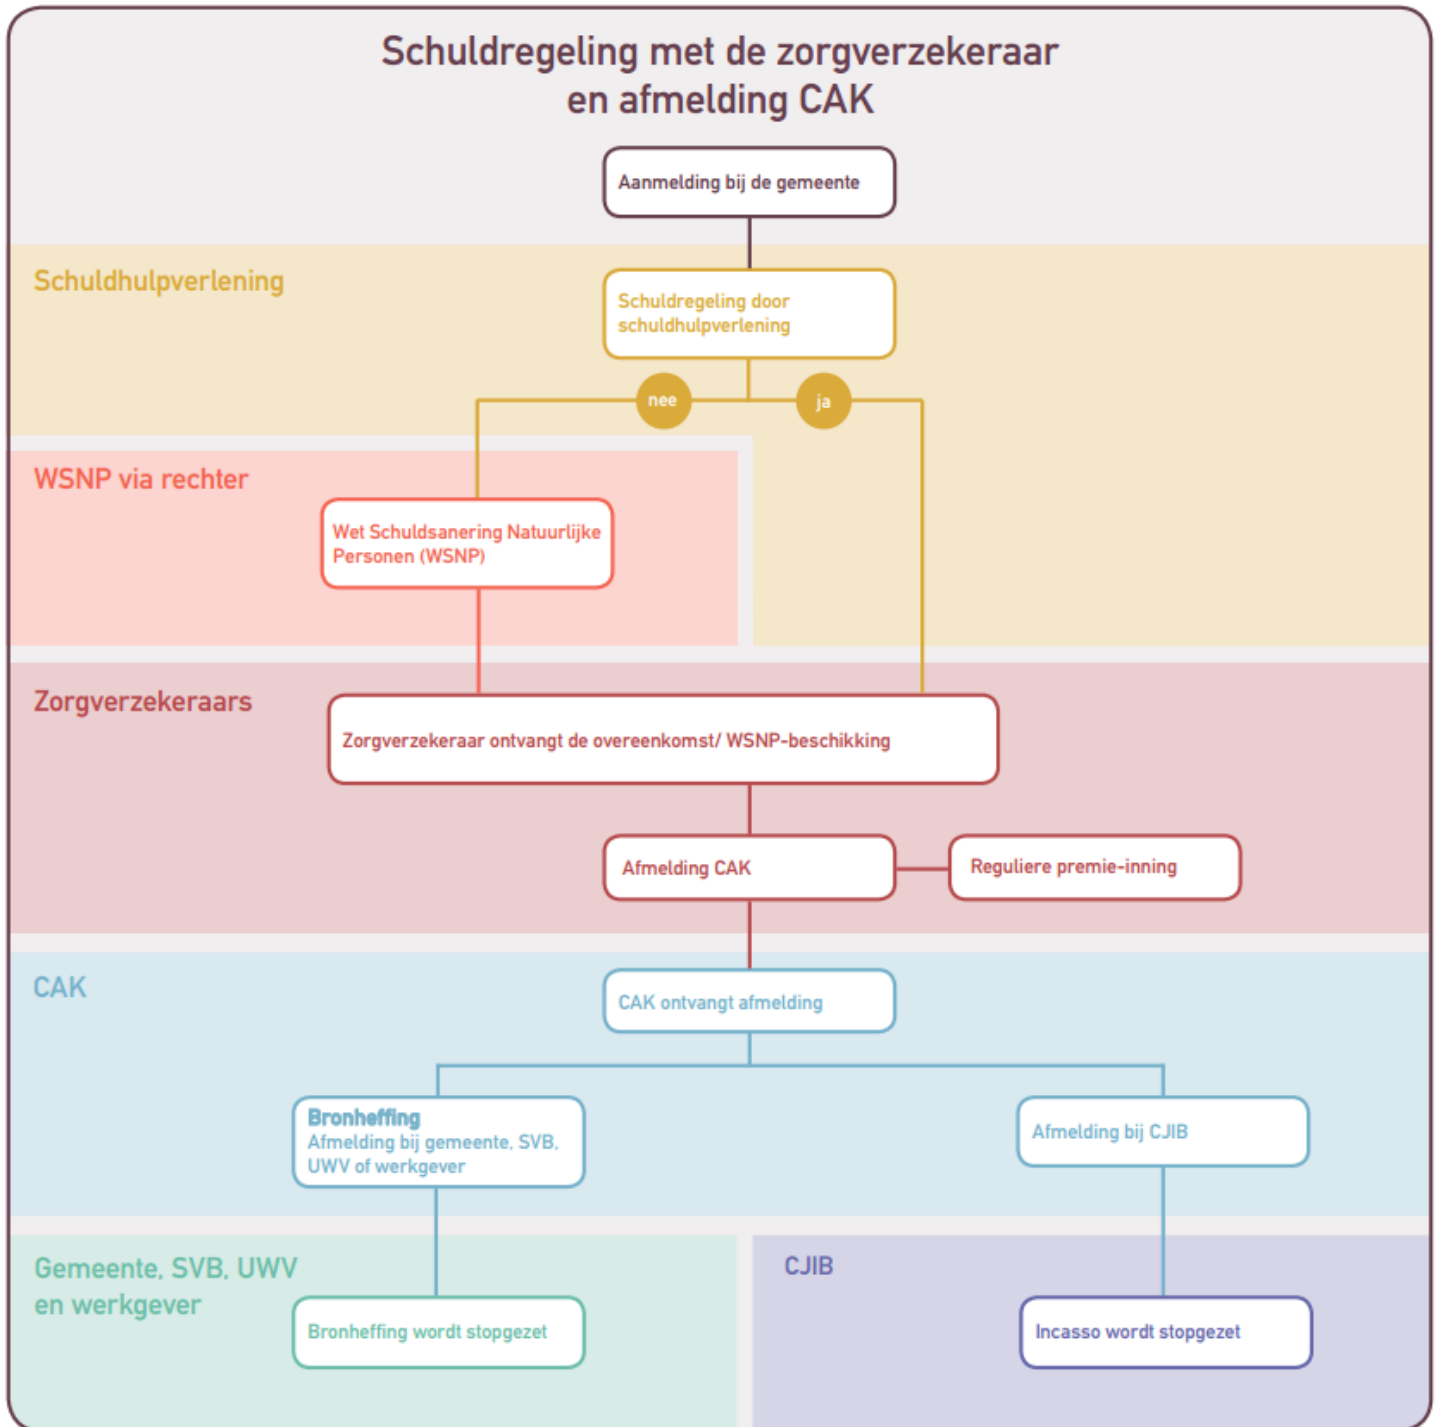 Schuldregeling met de zorgverzekeraar
en afmelding CAK
Aanmelding bij de gemeente
Schuldhulpverlening
Schuldregeling door
schuldhulpverlening
nee
ja
WSNP via rechter
Wet Schuldsanering Natuurlijke
Personen (WSNP)
Zorgverzekeraars
Zorgverzekeraar ontvangt de overeenkomst/ WSNP-beschikking
Afmelding CAK
Reguliere premie-inning
CAK
CAK ontvangt afmelding
Bronheffing
Afmelding bij gemeente, SVB,
UWV of werkgever
Afmelding bij CJIB
Gemeente, SVB, UWV
en werkgever
Bronheffing wordt stopgezet
CJIB
Incasso wordt stopgezet